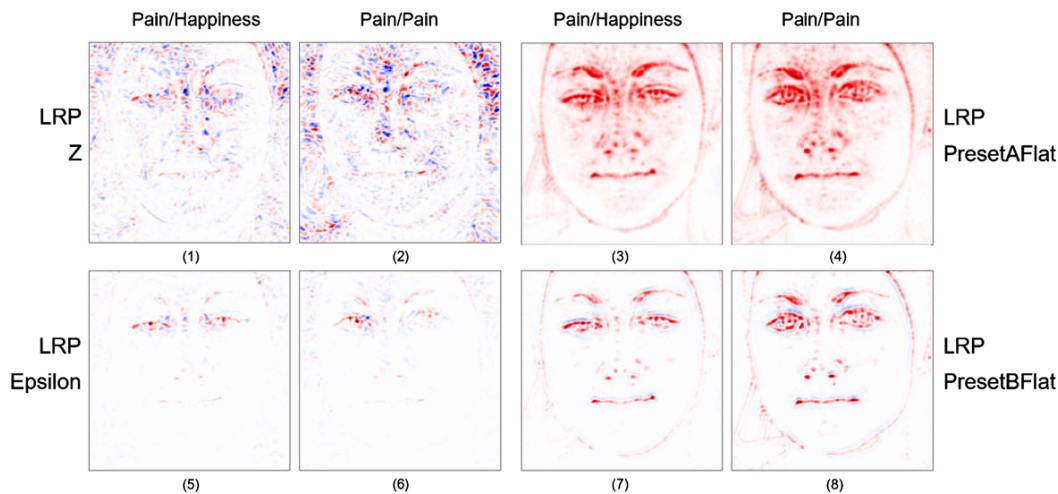 Pain/Happiness
Pain/Pain
Pain/Happiness
Pain/Pain
LRP
Z
LRP
PresetAFlat
(1)
(2)
(3)
(4)
LRP
Epsilon
LRP
PresetBFlat
(5)
(6)
(7)
(8)